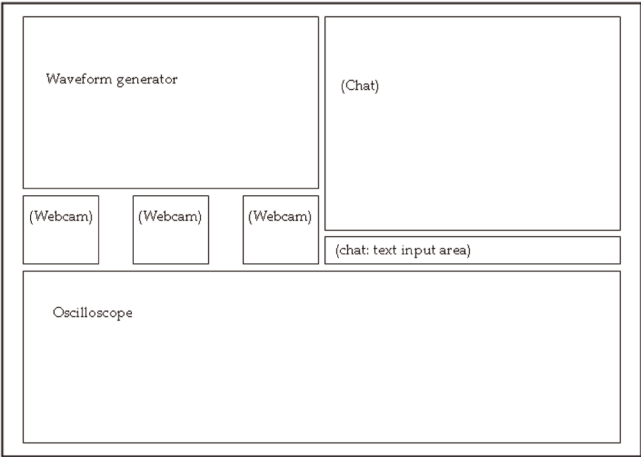 Waveform generator
(Chat)
(Webcam)
(Webcam)
(Webcam)
(chat: text input area)
Oscilloscope